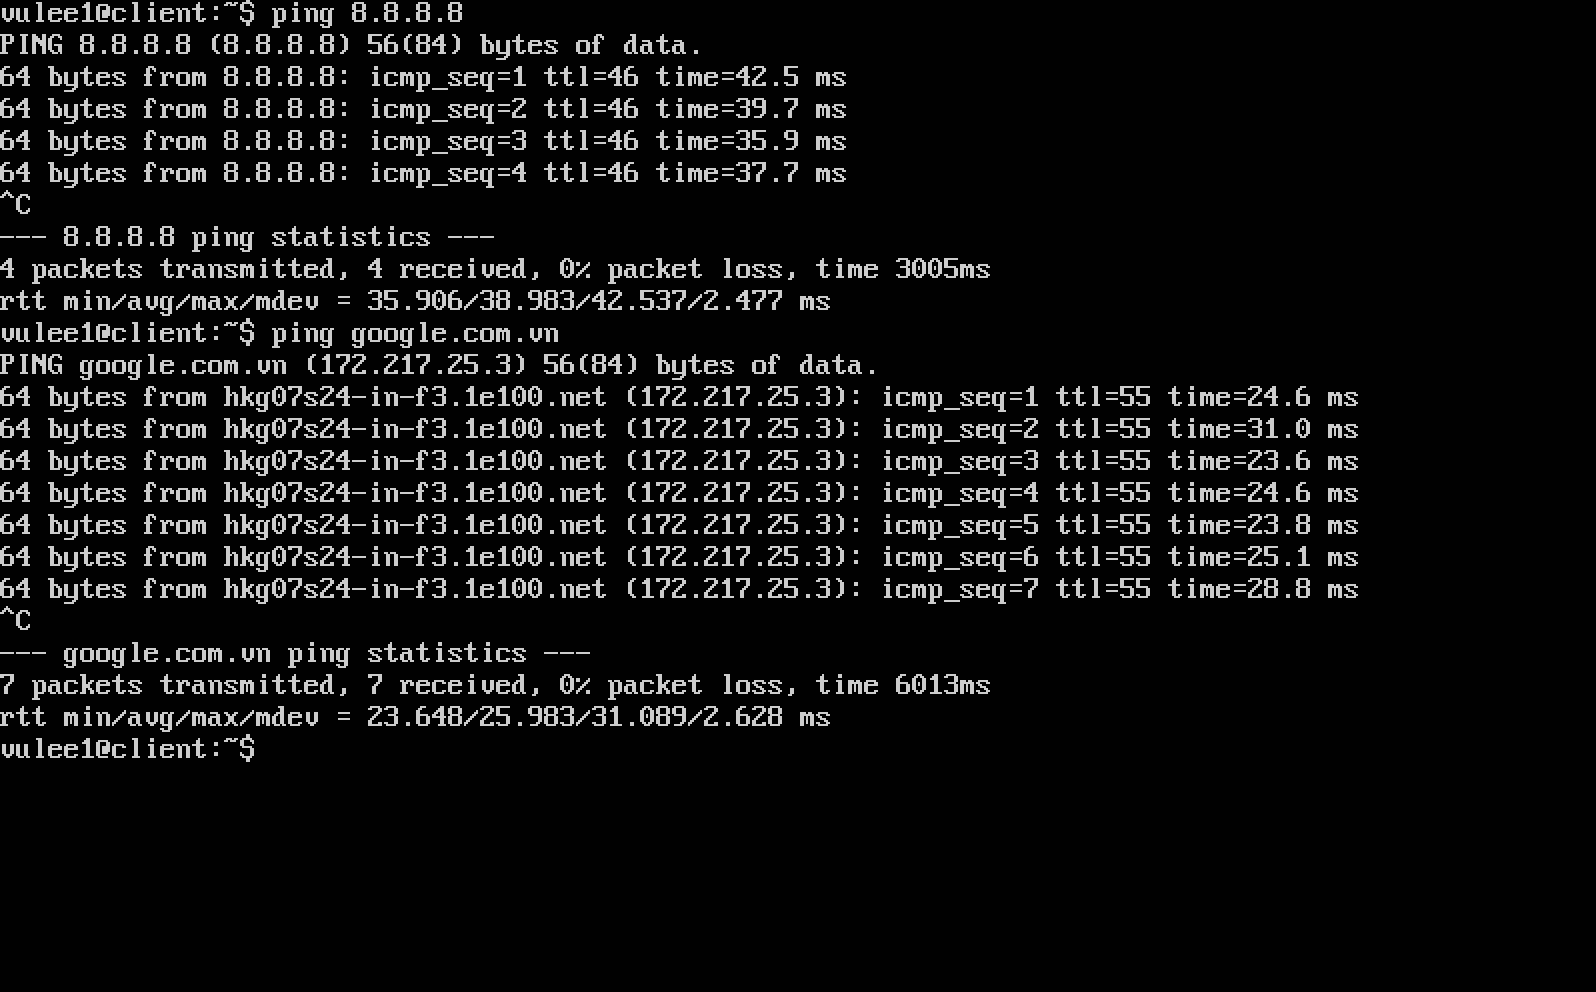 vulee1@client:~$ ping 8.8.8.8
PING 8.8.8.8 (8.8.8.8) 56(84) bytes of data.
64 bytes from 8.8.8.8: icmp_seq=1 ttl=46 time=42.5 ms
64 bytes from 8.8.8.8: icmp_seq=2 ttl=46 time=39.7 ms
64 bytes from 8.8.8.8: icmp_seq=3 ttl=46 time=35.9 ms
64 bytes from 8.8.8.8: icmp_seq=4 ttl=46 time=37.7 ms
^C
--- 8.8.8.8 ping statistics ---
4 packets transmitted, 4 received, 0% packet loss, time 3005ms
rtt min/avg/max/mdev = 35.906/38.983/42.537/2.477 ms
vulee1@client:~$ ping google.com.vn
PING google.com.vn (172.217.25.3) 56(84) bytes of data.
64 bytes from hkg07s24-in-f3.1e100.net (172.217.25.3): icmp_seq=1 ttl=55 time=24.6 ms
64 bytes from hkg07s24-in-f3.1e100.net (172.217.25.3): icmp_seq=2 ttl=55 time=31.0 ms
64 bytes from hkg07s24-in-f3.1e100.net (172.217.25.3): icmp_seq=3 ttl=55 time=23.6 ms
64 bytes from hkg07s24-in-f3.1e100.net (172.217.25.3): icmp_seq=4 ttl=55 time=24.6 ms
64 bytes from hkg07s24-in-f3.1e100.net (172.217.25.3): icmp_seq=5 ttl=55 time=23.8 ms
64 bytes from hkg07s24-in-f3.1e100.net (172.217.25.3): icmp_seq=6 ttl=55 time=25.1 ms
64 bytes from hkg07s24-in-f3.1e100.net (172.217.25.3): icmp_seq=7 ttl=55 time=28.8 ms
^C
--- google.com.vn ping statistics ---
7 packets transmitted, 7 received, 0% packet loss, time 6013ms
rtt min/avg/max/mdev = 23.648/25.983/31.089/2.628 ms
vulee1@client:~$